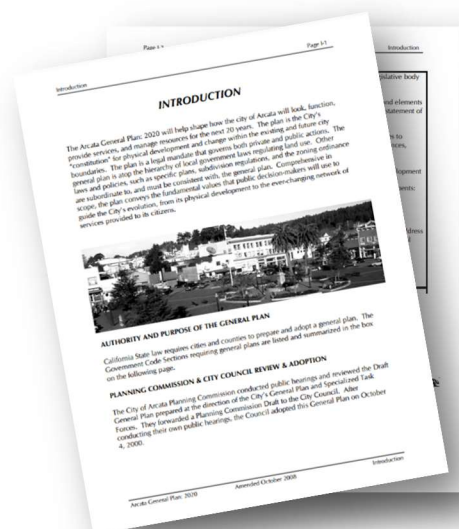 Page I-1
Introduction
Introduction
INTRODUCTION
The Arcata General Plan: 2020 will help shape how the city of Arcata will look, function,
provide services, and manage resources for the next 20 years. The plan is the City's
"constitution" for physical development and change within the existing and future city
boundaries. The plan is a legal mandate that governs both private and public actions. The
general plan is atop the hierarchy of local government laws regulating land use. Other
laws and policies, such as specific plans, subdivision regulations, and the zoning ordinance
are subordinate to, and must be consistent with, the general plan. Comprehensive in
scope, the plan conveys the fundamental values that public decision-makers will use to
guide the City's evolution, from its physical development to the ever-changing network of
services provided to its citizens.
AUTHORITY AND PURPOSE OF THE GENERAL PLAN
California State law requires cities and counties to prepare and adopt a general plan. The
Government Code Sections requiring general plans are listed and summarized in the box
on the following page.
PLANNING COMMISSION & CITY COUNCIL REVIEW & ADOPTION
The City of Arcata Planning Commission conducted public hearings and reviewed the Draft
General Plan prepared at the direction of the City's General Plan and Specialized Task
Forces. They forwarded a Planning Commission Draft to the City Council. After
conducting their own public hearings, the Council adopted this General Plan on October
4, 2000.
Arcata General Plan: 2020
Amended October 2008
Introduction
body
elements
statement of
to